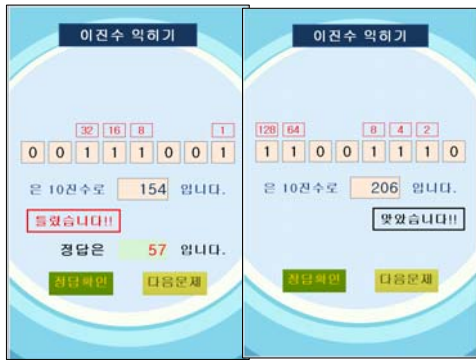 이진수 익히기
32 16 8 1
0 0 1 1 1 0 0 1
은 10진수로 154 입니다.
틀렸습니다!!
정답은 57 입니다.
정답확인 다음문제
이진수 익히기
128 64 8 4 2
1 1 0 0 1 1 1 0
은 10진수로 206 입니다.
맞았습니다!!
정답확인 다음문제